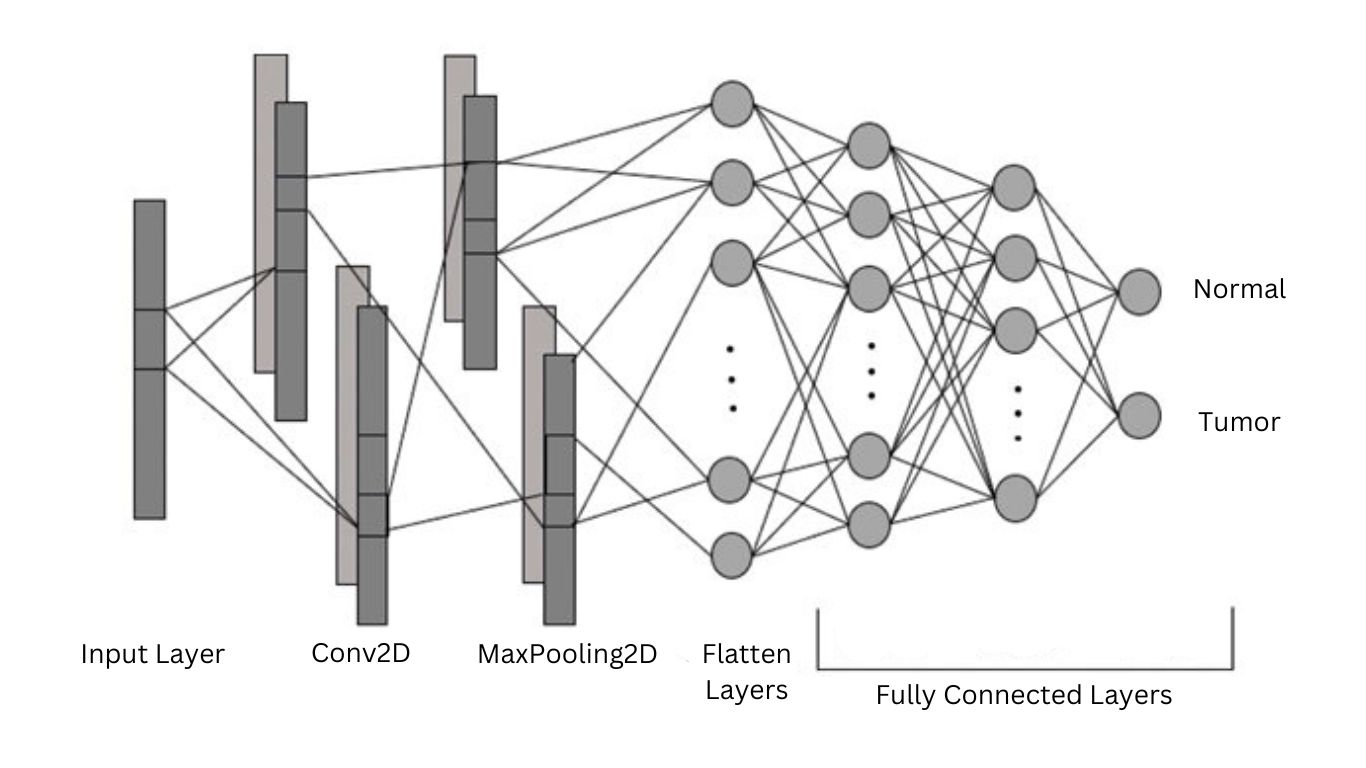 Normal
Tumor
Input Layer
Conv2D
MaxPooling2D
Flatten
Layers
Fully Connected Layers